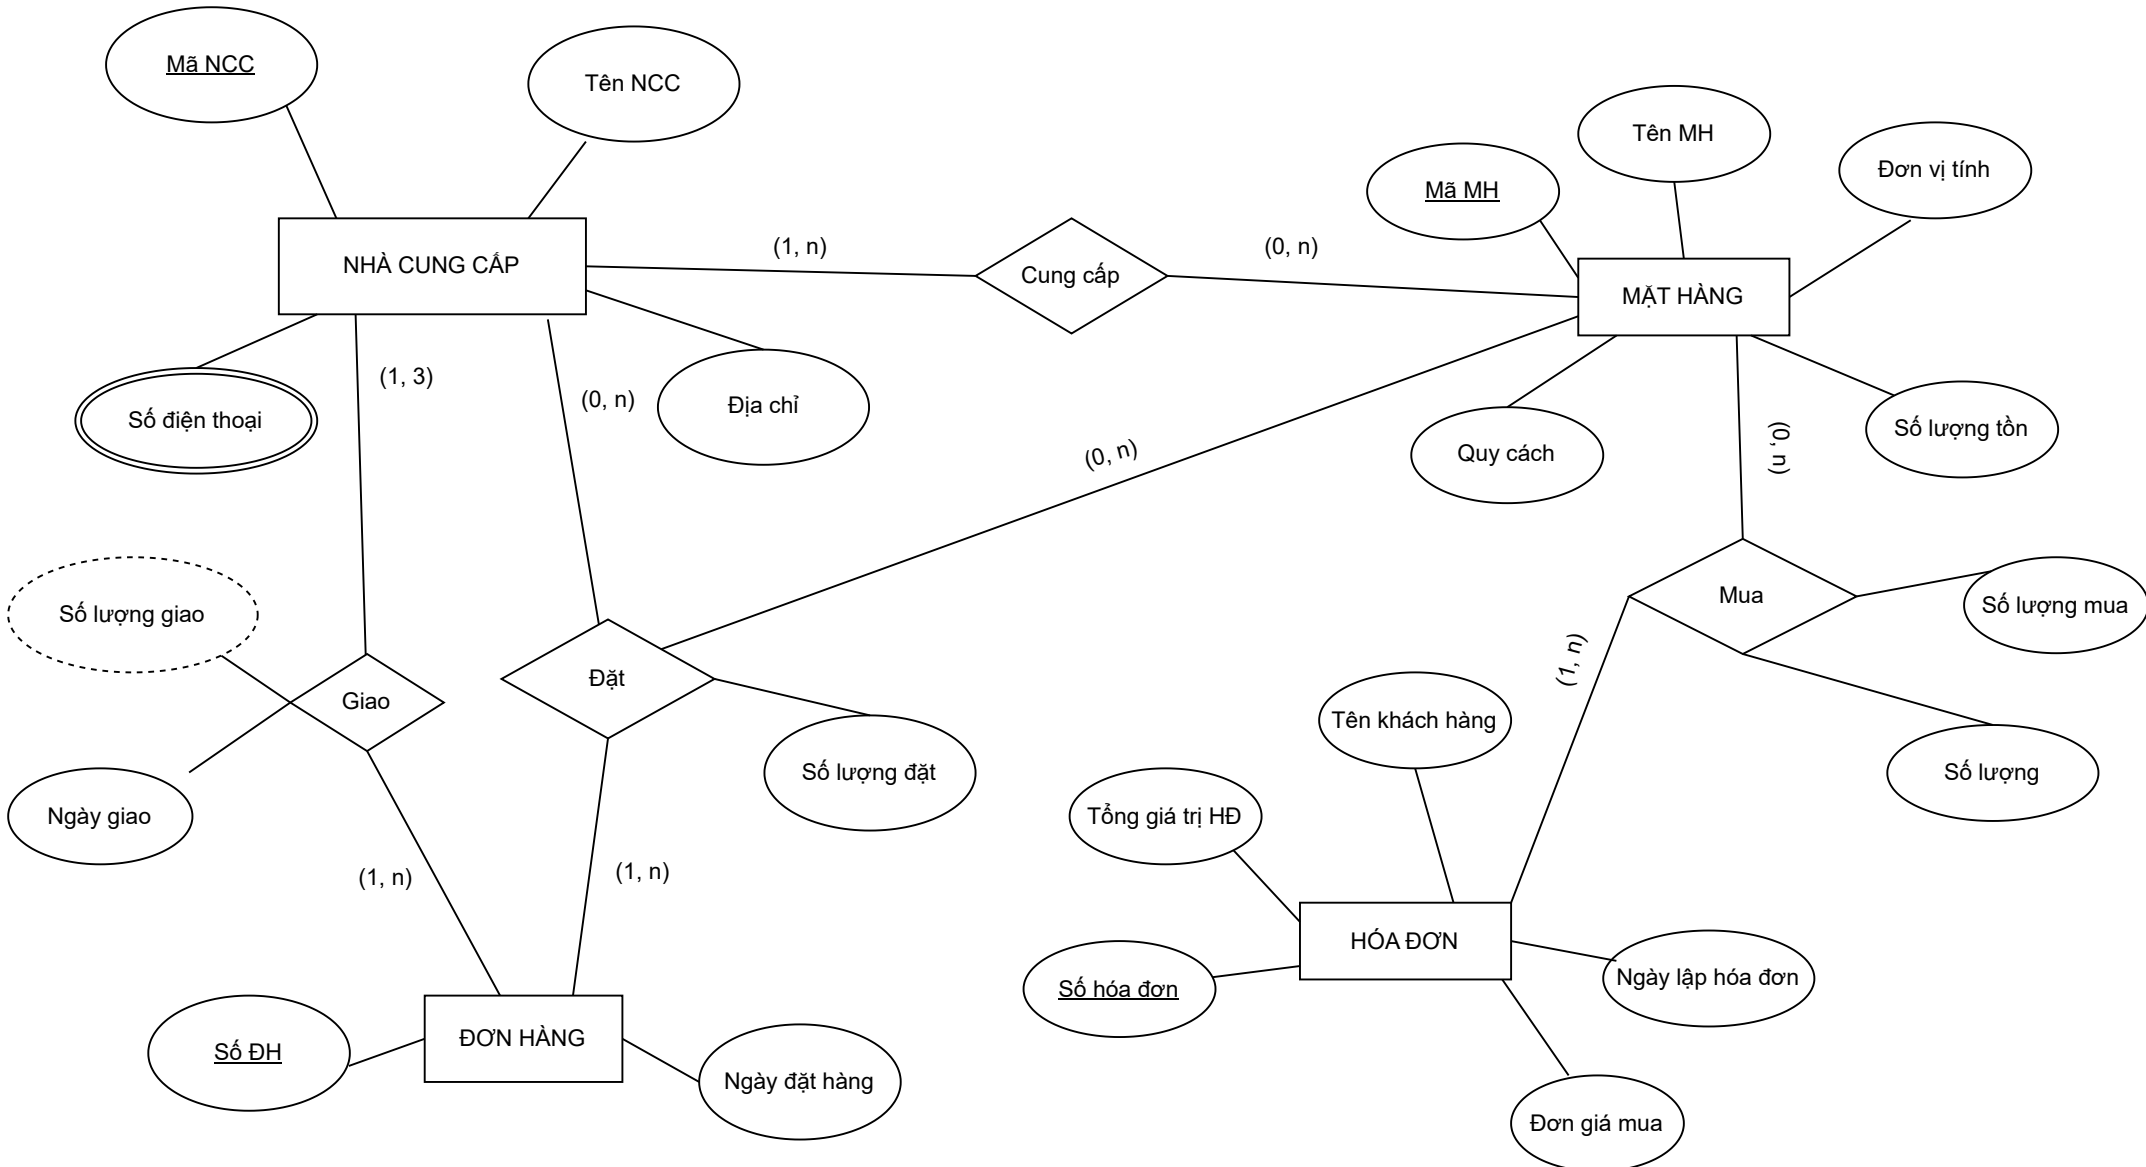 Mã NCC
Tên NCC
Tên MH
Đơn vị tính
Mã MH
(1, n)
(0, n)
NHÀ CUNG CẤP
Cung cấp
MẶT HÀNG
(1, 3)
(0, n)
Địa chỉ
Số điện thoại
(0, n)
Quy cách
(0, n)
Số lượng tồn
Số lượng giao
Mua
Số lượng mua
Đặt
(1, n)
Giao
Tên khách hàng
Số lượng đặt
Số lượng
Ngày giao
Tổng giá trị HĐ
(1, n)
(1, n)
HÓA ĐƠN
Ngày lập hóa đơn
Số hóa đơn
ĐƠN HÀNG
Số ĐH
Ngày đặt hàng
Đơn giá mua